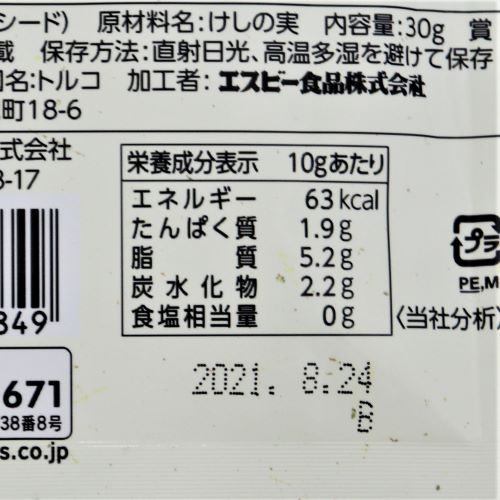 シード) 原材料名:けしの実 内容量:30g 賞
蔵 保存方法:直射日光、高温多湿を避けて保存
名:トルコ 加工者:エスビー食品株式会社
町18-6
式会社
8-17
栄養成分表示 10gあたり
エネルギー 63kcal
たんぱく質 1.9g
脂質 5.2g
炭水化物 2.2g
食塩相当量 0g
プラ
PE,M
〈当社分析〉
849
671
38番8号
s.co.jp
2021. 8.24
B